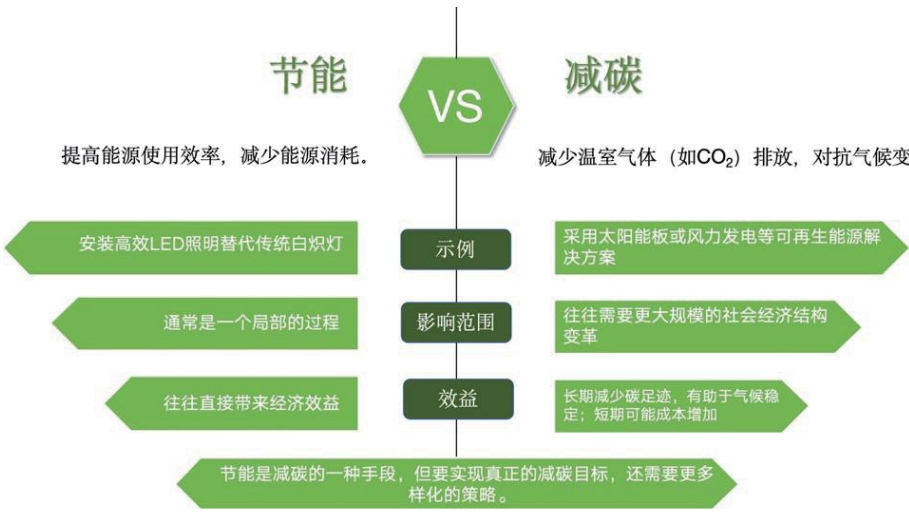 节能
VS
减碳
提高能源使用效率，减少能源消耗。
减少温室气体（如CO₂）排放，对抗气候变
安装高效LED照明替代传统白炽灯
示例
采用太阳能板或风力发电等可再生能源解
决方案
通常是一个局部的过程
影响范围
往往需要更大规模的社会经济结构
变革
往往直接带来经济效益
效益
长期减少碳足迹，有助于气候稳
定；短期可能成本增加
节能是减碳的一种手段，但要实现真正的减碳目标，还需要更多
样化的策略。